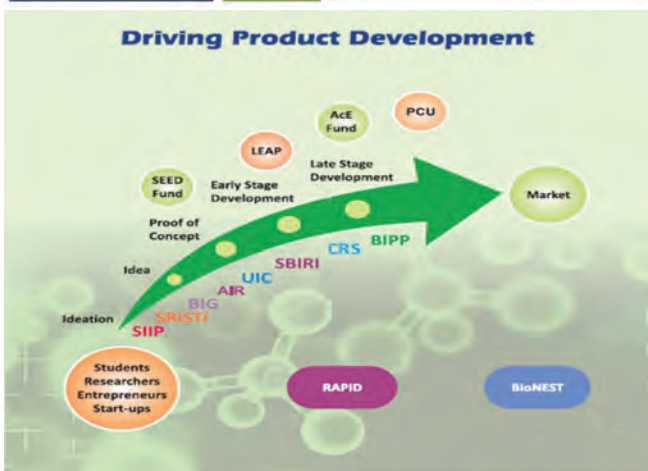 Driving Product Development
AcE
Fund
PCU
LEAP
Late Stage
Development
SEED
Fund
Early Stage
Development
Market
Proof of
Concept
BIPP
CRS
SBIRI
Idea
UIC
AIR
BIG
Ideation
SRISTI
SIIP
Students
Researchers
Entrepreneurs
Start-ups
RAPID
BioNEST